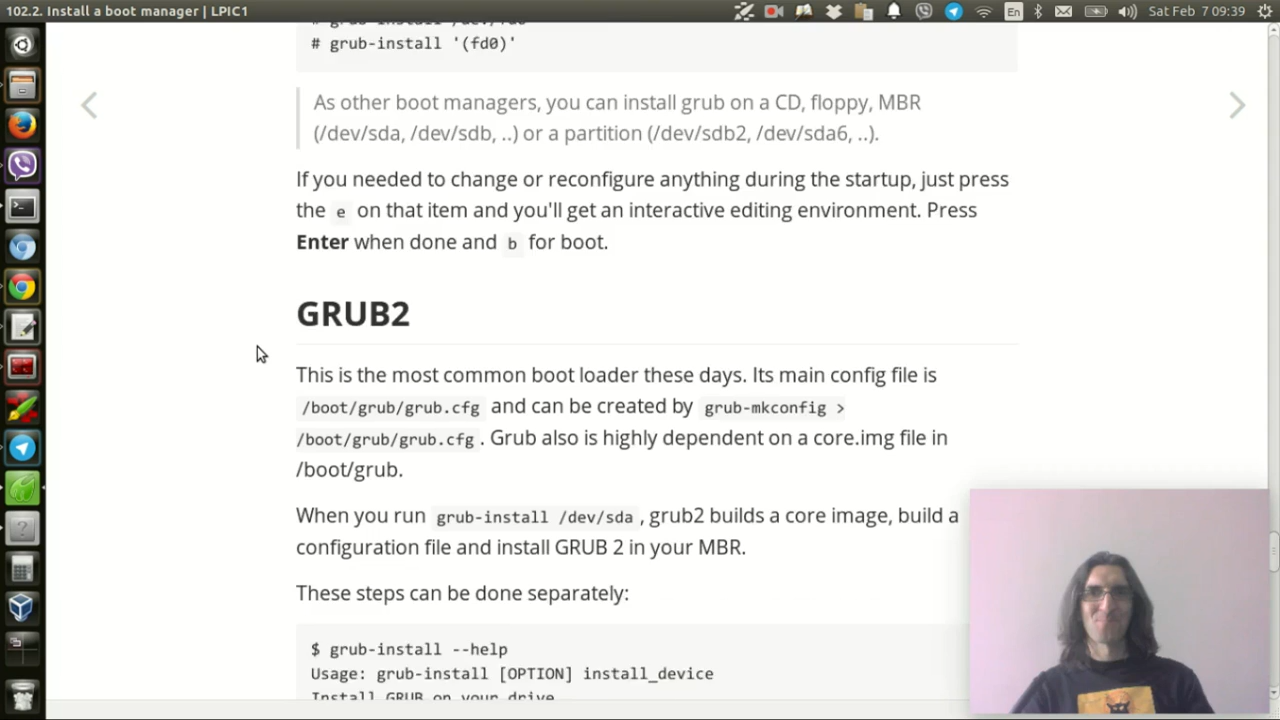 102.2. Install a boot manager | LPIC1
En
Sat Feb 7 09:39
# grub-install '(fd0)'
As other boot managers, you can install grub on a CD, floppy, MBR
(/dev/sda, /dev/sdb, ..) or a partition (/dev/sdb2, /dev/sda6, ..).
If you needed to change or reconfigure anything during the startup, just press
the e on that item and you'll get an interactive editing environment. Press
Enter when done and b for boot.
GRUB2
This is the most common boot loader these days. Its main config file is
/boot/grub/grub.cfg and can be created by grub-mkconfig >
/boot/grub/grub.cfg . Grub also is highly dependent on a core.img file in
/boot/grub.
When you run grub-install /dev/sda , grub2 builds a core image, build a
configuration file and install GRUB 2 in your MBR.
These steps can be done separately:
$ grub-install --help
Usage: grub-install [OPTION] install_device
Install GRUB on your drive